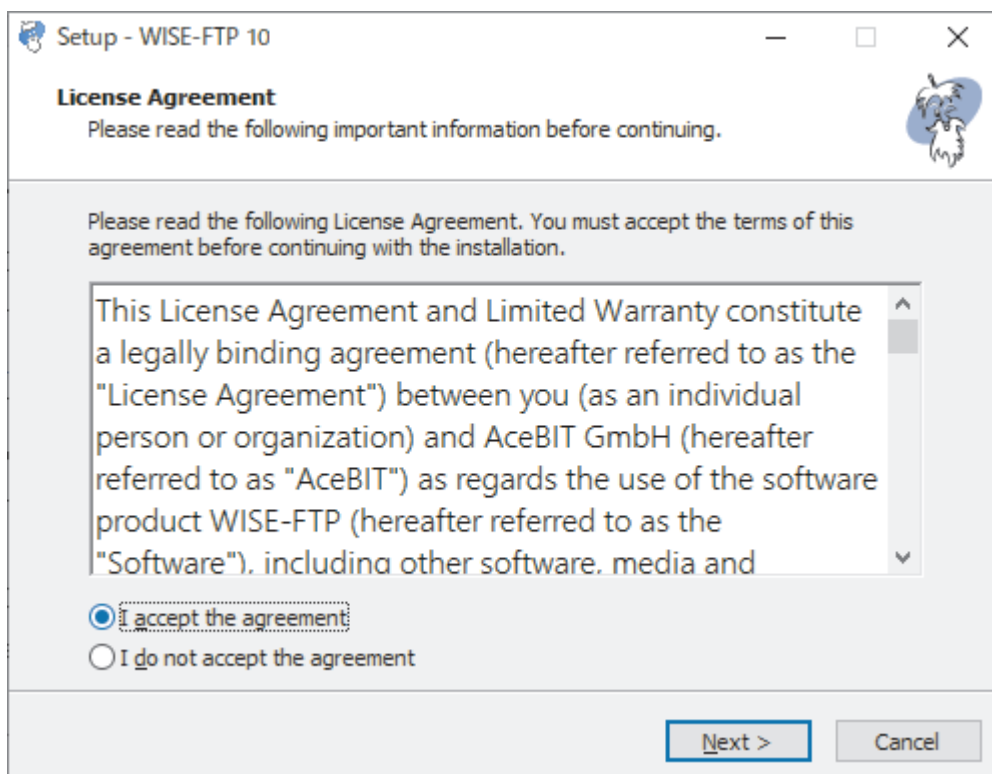 Setup - WISE-FTP 10
License Agreement
Please read the following important information before continuing.
Please read the following License Agreement. You must accept the terms of this
agreement before continuing with the installation.
This License Agreement and Limited Warranty constitute
a legally binding agreement (hereafter referred to as the
"License Agreement") between you (as an individual
person or organization) and AceBIT GmbH (hereafter
referred to as "AceBIT") as regards the use of the software
product WISE-FTP (hereafter referred to as the
"Software"), including other software, media and
I accept the agreement
I do not accept the agreement
Next >
Cancel